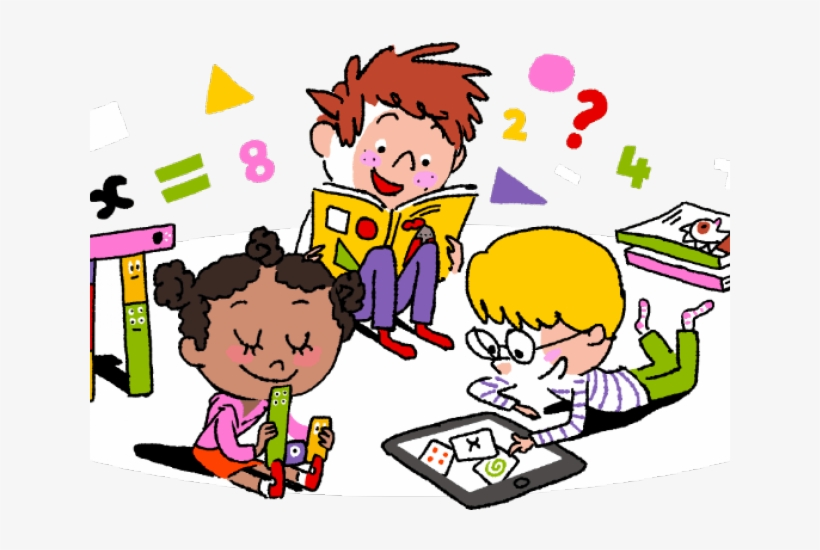 2 ?
x = 8 4
x